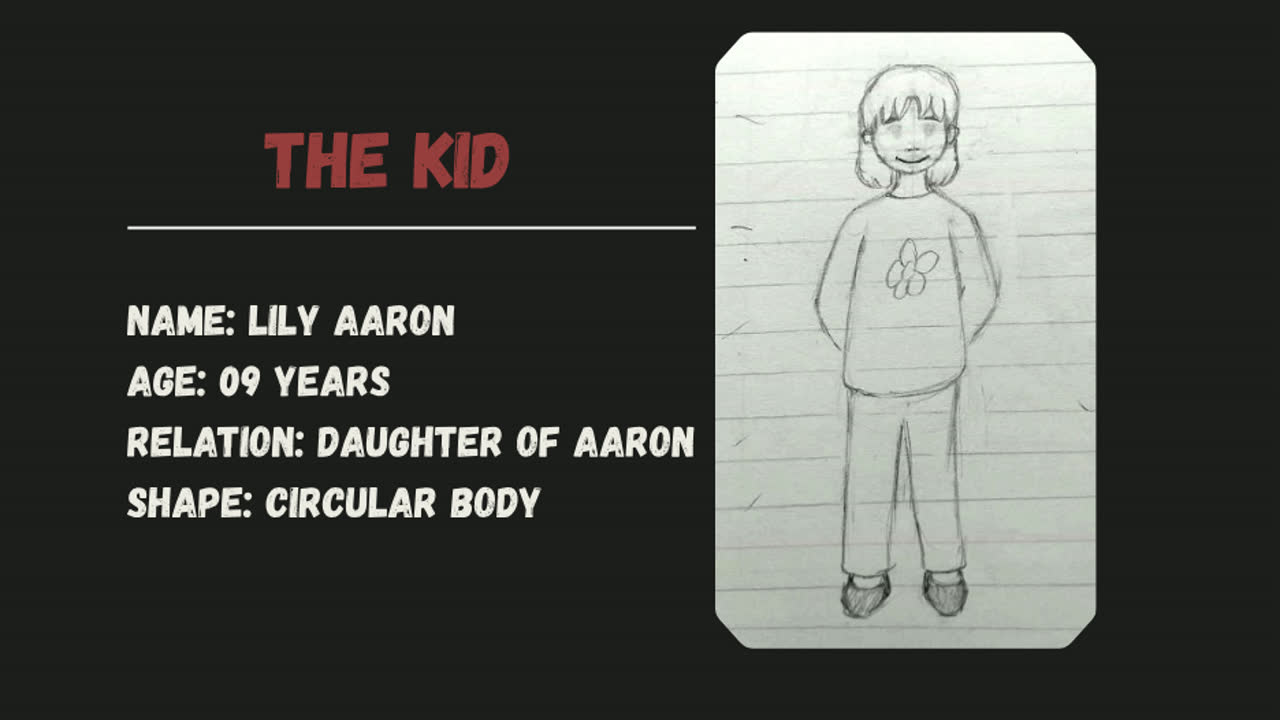 THE KID
NAME: LILY AARON
AGE: 09 YEARS
RELATION: DAUGHTER OF AARON
SHAPE: CIRCULAR BODY